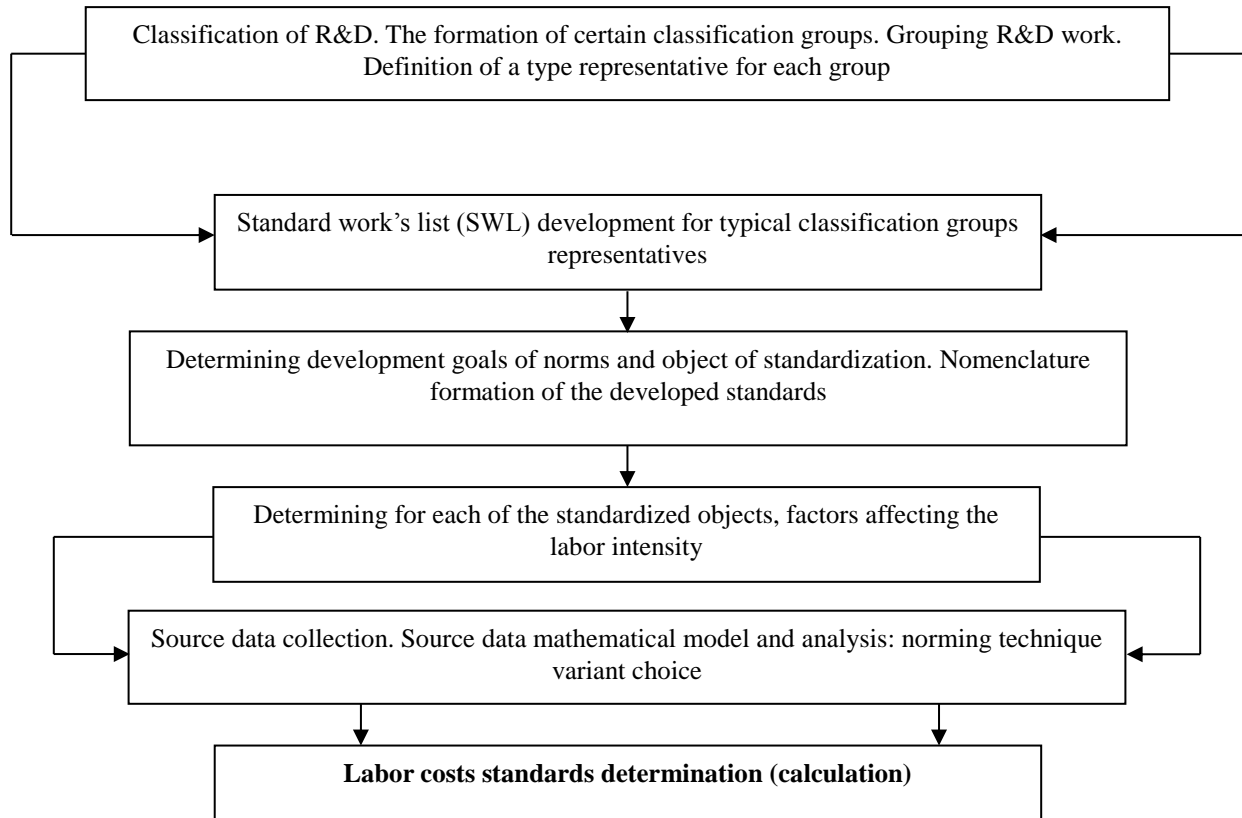 Classification of R&D. The formation of certain classification groups. Grouping R&D work.
Definition of a type representative for each group
Standard work’s list (SWL) development for typical classification groups
representatives
Determining development goals of norms and object of standardization. Nomenclature
formation of the developed standards
Determining for each of the standardized objects, factors affecting the
labor intensity
Source data collection. Source data mathematical model and analysis: norming technique
variant choice
Labor costs standards determination (calculation)